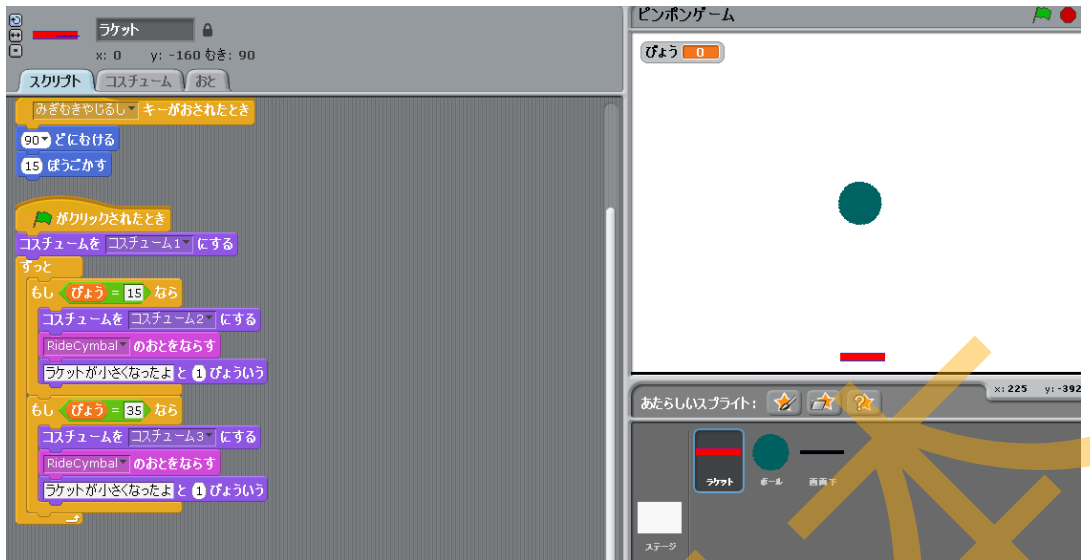 ラケット
x: 0 y: -160 むき: 90
スクリプト コスチューム おと
みぎむきやじるし キーがおされたとき
90 どにむける
15 ほうごかす
がクリックされたとき
コスチュームを コスチューム1 にする
ずっと
もし びょう = 15 なら
コスチュームを コスチューム2 にする
RideCymbal のおとをならす
ラケットが小さくなったよ と 1 びょういう
もし びょう = 35 なら
コスチュームを コスチューム3 にする
RideCymbal のおとをならす
ラケットが小さくなったよ と 1 びょういう
ピンポンゲーム
びょう 0
x: 225 y: -392
あたらしいスプライト:
ラケット ボール 画面下
ステージ